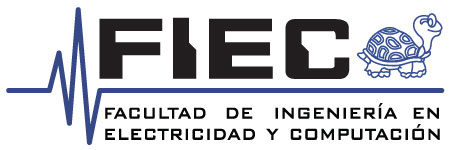 FIEC
FACULTAD DE INGENIERÍA EN
ELECTRICIDAD Y COMPUTACIÓN